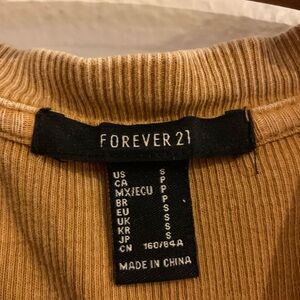 FOREVER 21
US S
CA P
MX/ECU P
BR P
EU S
UK S
KR S
JP S
CN 160/84A
MADE IN CHINA